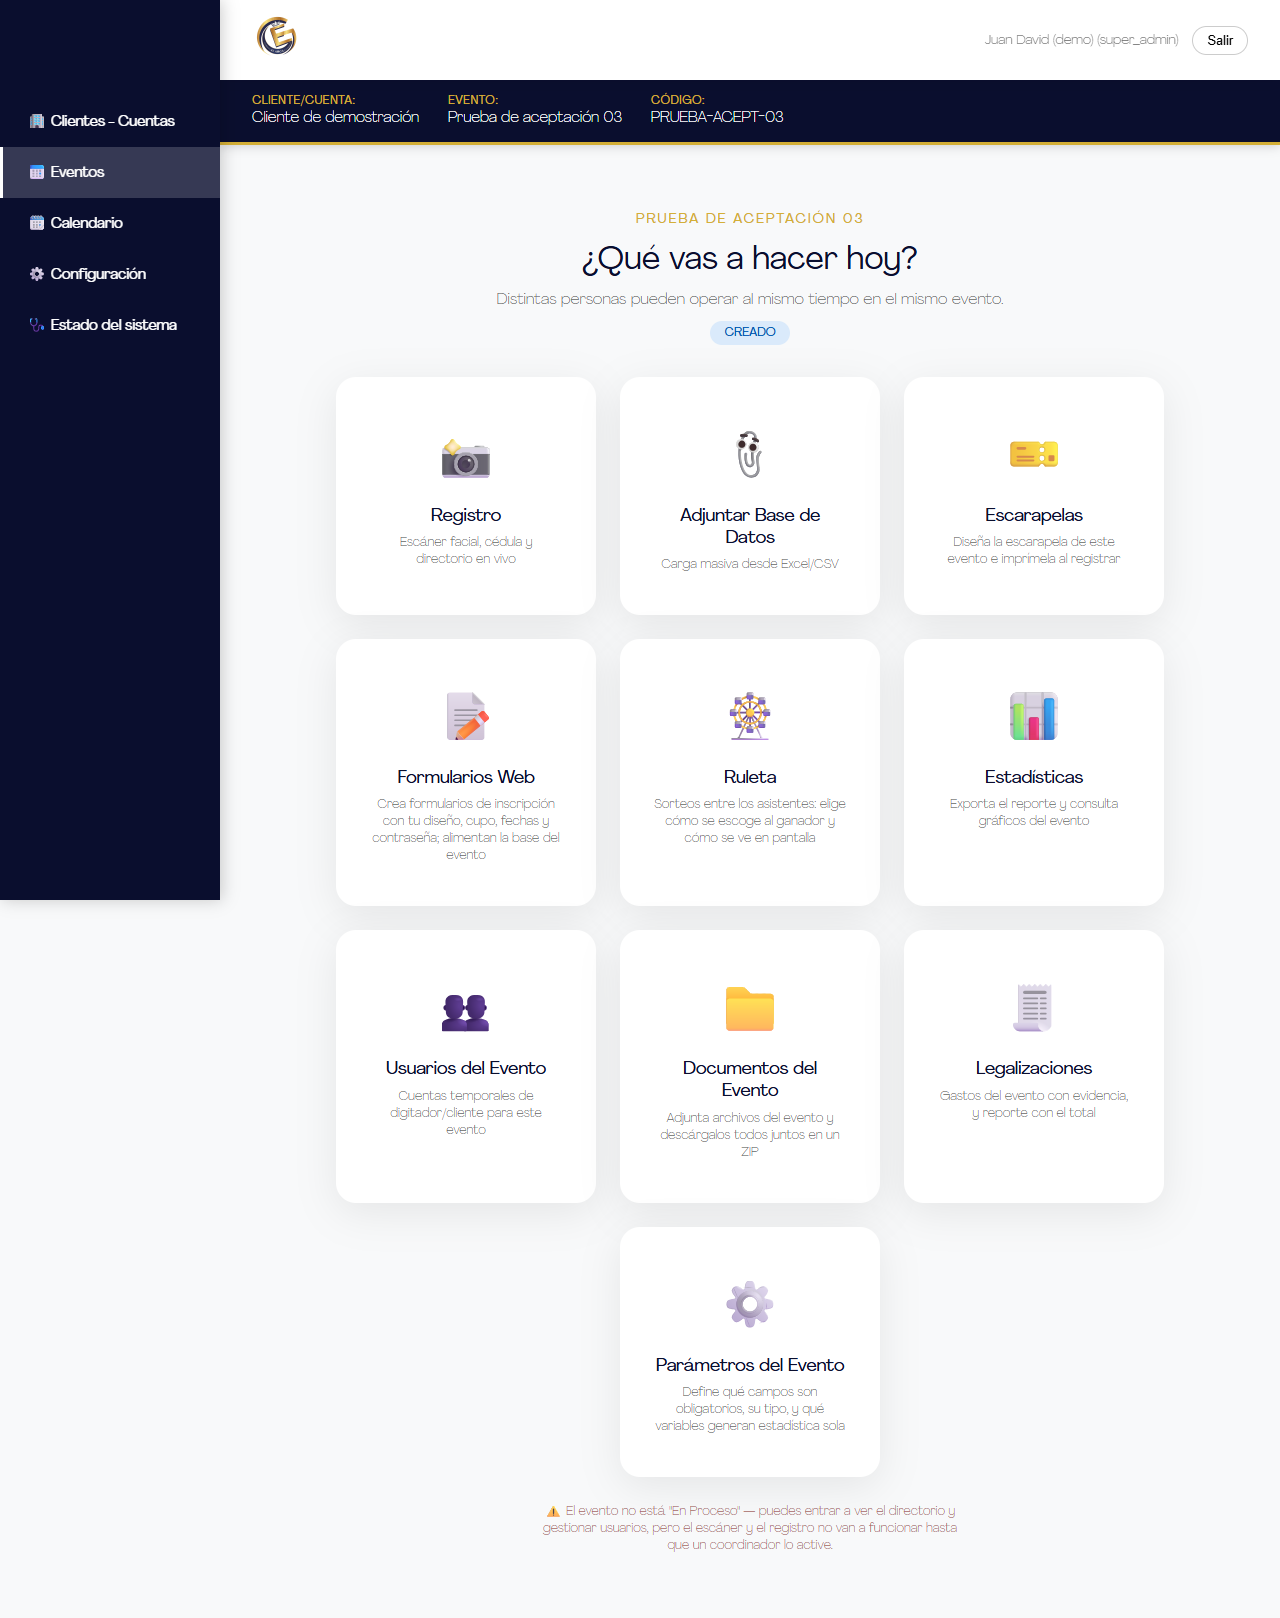 Juan David (demo) (super_admin)
Salir
CLIENTE/CUENTA:
Cliente de demostración
EVENTO:
Prueba de aceptación 03
CÓDIGO:
PRUEBA-ACEPT-03
Clientes - Cuentas
Eventos
Calendario
Configuración
Estado del sistema
PRUEBA DE ACEPTACIÓN 03
¿Qué vas a hacer hoy?
Distintas personas pueden operar al mismo tiempo en el mismo evento.
CREADO
Registro
Escáner facial, cédula y
directorio en vivo
Adjuntar Base de
Datos
Carga masiva desde Excel/CSV
Escarapelas
Diseña la escarapela de este
evento e imprimela al registrar
Formularios Web
Crea formularios de inscripción
con tu diseño, cupo, fechas y
contraseña; alimentan la base del
evento
Ruleta
Sorteos entre los asistentes: elige
cómo se escoge al ganador y
cómo se ve en pantalla
Estadísticas
Exporta el reporte y consulta
gráficos del evento
Usuarios del Evento
Cuentas temporales de
digitador/cliente para este
evento
Documentos del
Evento
Adjunta archivos del evento y
descárgalos todos juntos en un
ZIP
Legalizaciones
Gastos del evento con evidencia,
y reporte con el total
Parámetros del Evento
Define qué campos son
obligatorios, su tipo, y qué
variables generan estadística sola
El evento no está "En Proceso" — puedes entrar a ver el directorio y
gestionar usuarios, pero el escáner y el registro no van a funcionar hasta
que un coordinador lo active.